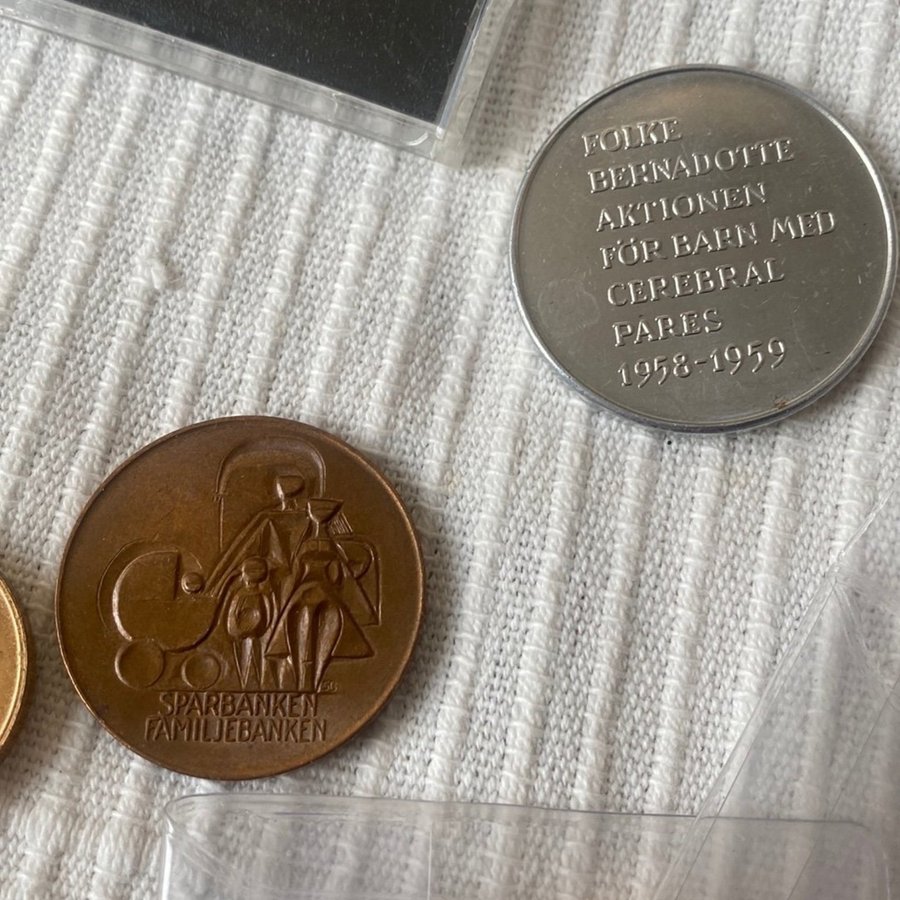 FOLKE
BERNADOTTE
AKTIONEN
FÖR BARN MED
CEREBRAL
PARES
1958-1959
SPARBANKEN
FAMILJEBANKEN